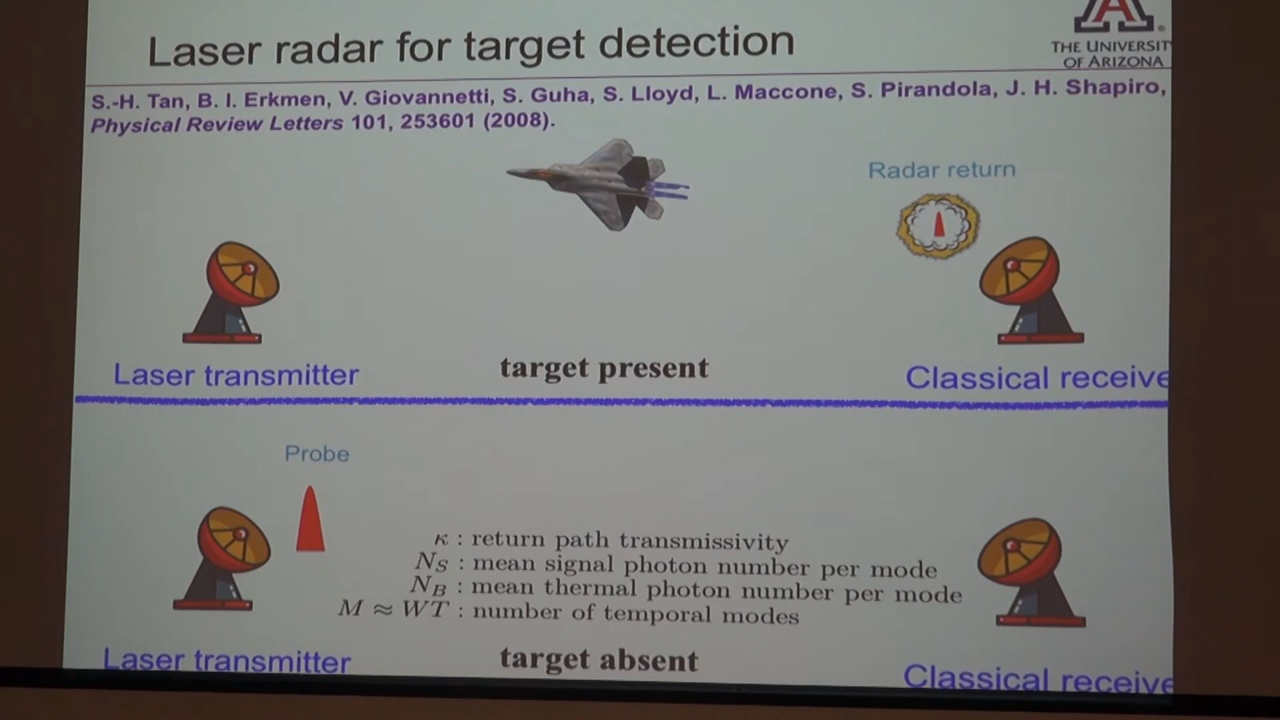 Laser radar for target detection
A
THE UNIVERSIT
OF ARIZONA
S.-H. Tan, B. I. Erkmen, V. Giovannetti, S. Guha, S. Lloyd, L. Maccone, S. Pirandola, J. H. Shapiro,
Physical Review Letters 101, 253601 (2008).
Radar return
Laser transmitter
target present
Classical receive
Probe
κ : return path transmissivity
N_S : mean signal photon number per mode
N_B : mean thermal photon number per mode
M ≈ WT : number of temporal modes
Laser transmitter
target absent
Classical receive